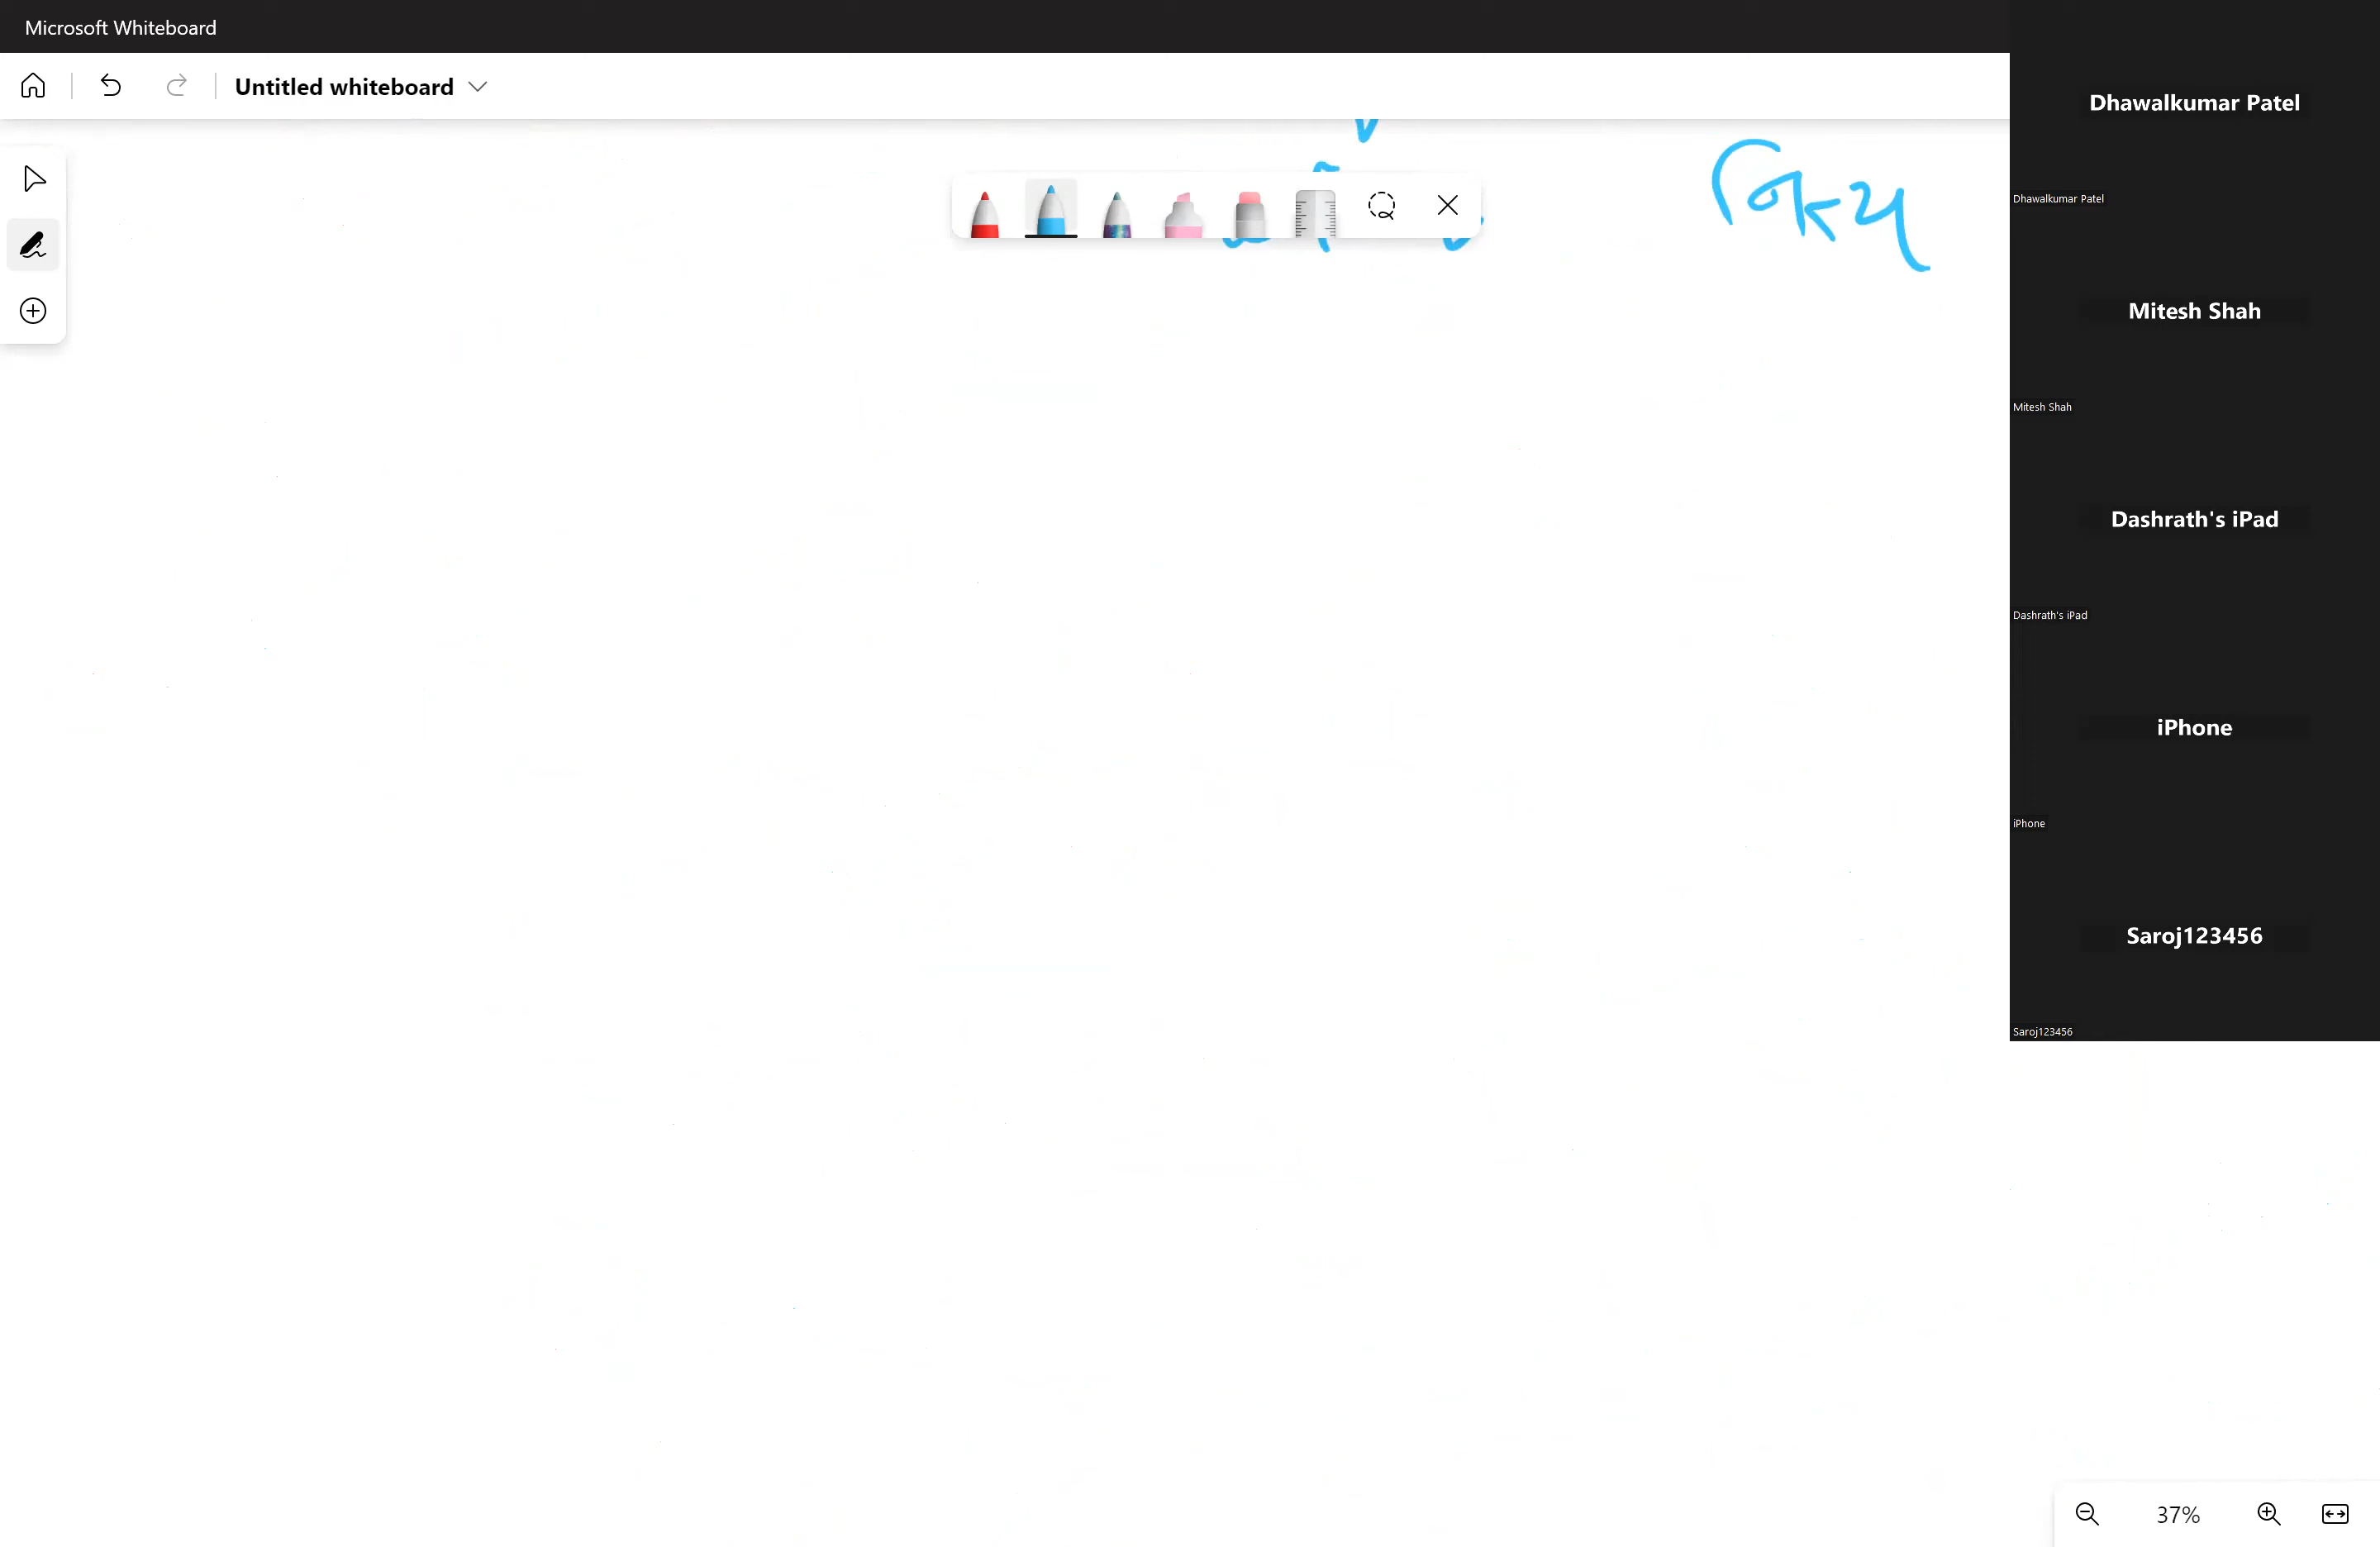 Microsoft Whiteboard
Untitled whiteboard
Dhawalkumar Patel
Dhawalkumar Patel
Mitesh Shah
Mitesh Shah
Dashrath's iPad
Dashrath's iPad
iPhone
iPhone
Saroj123456
Saroj123456
37%